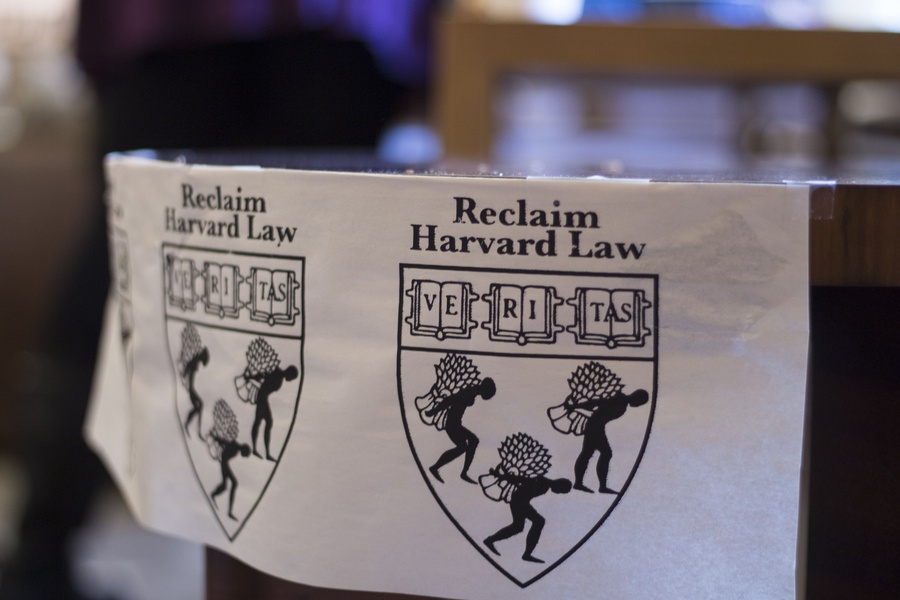 Reclaim
Harvard Law
VE RI TAS
Reclaim
Harvard Law
VE RI TAS